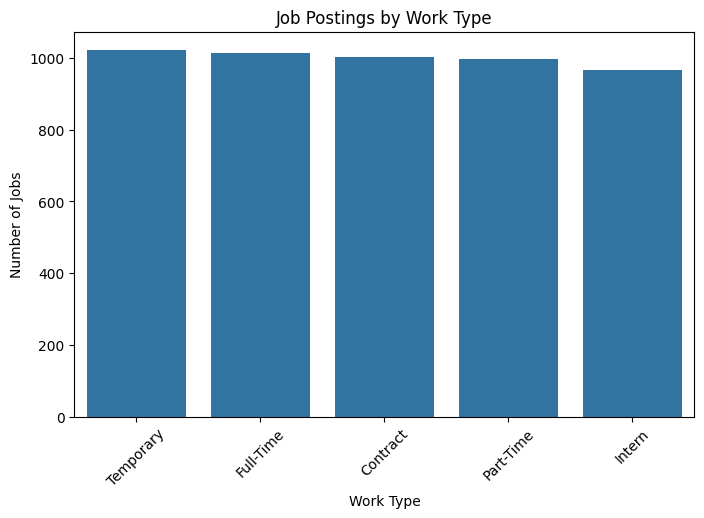 Job Postings by Work Type
1000
800
600
400
200
0
Number of Jobs
Temporary
Full-Time
Contract
Part-Time
Intern
Work Type